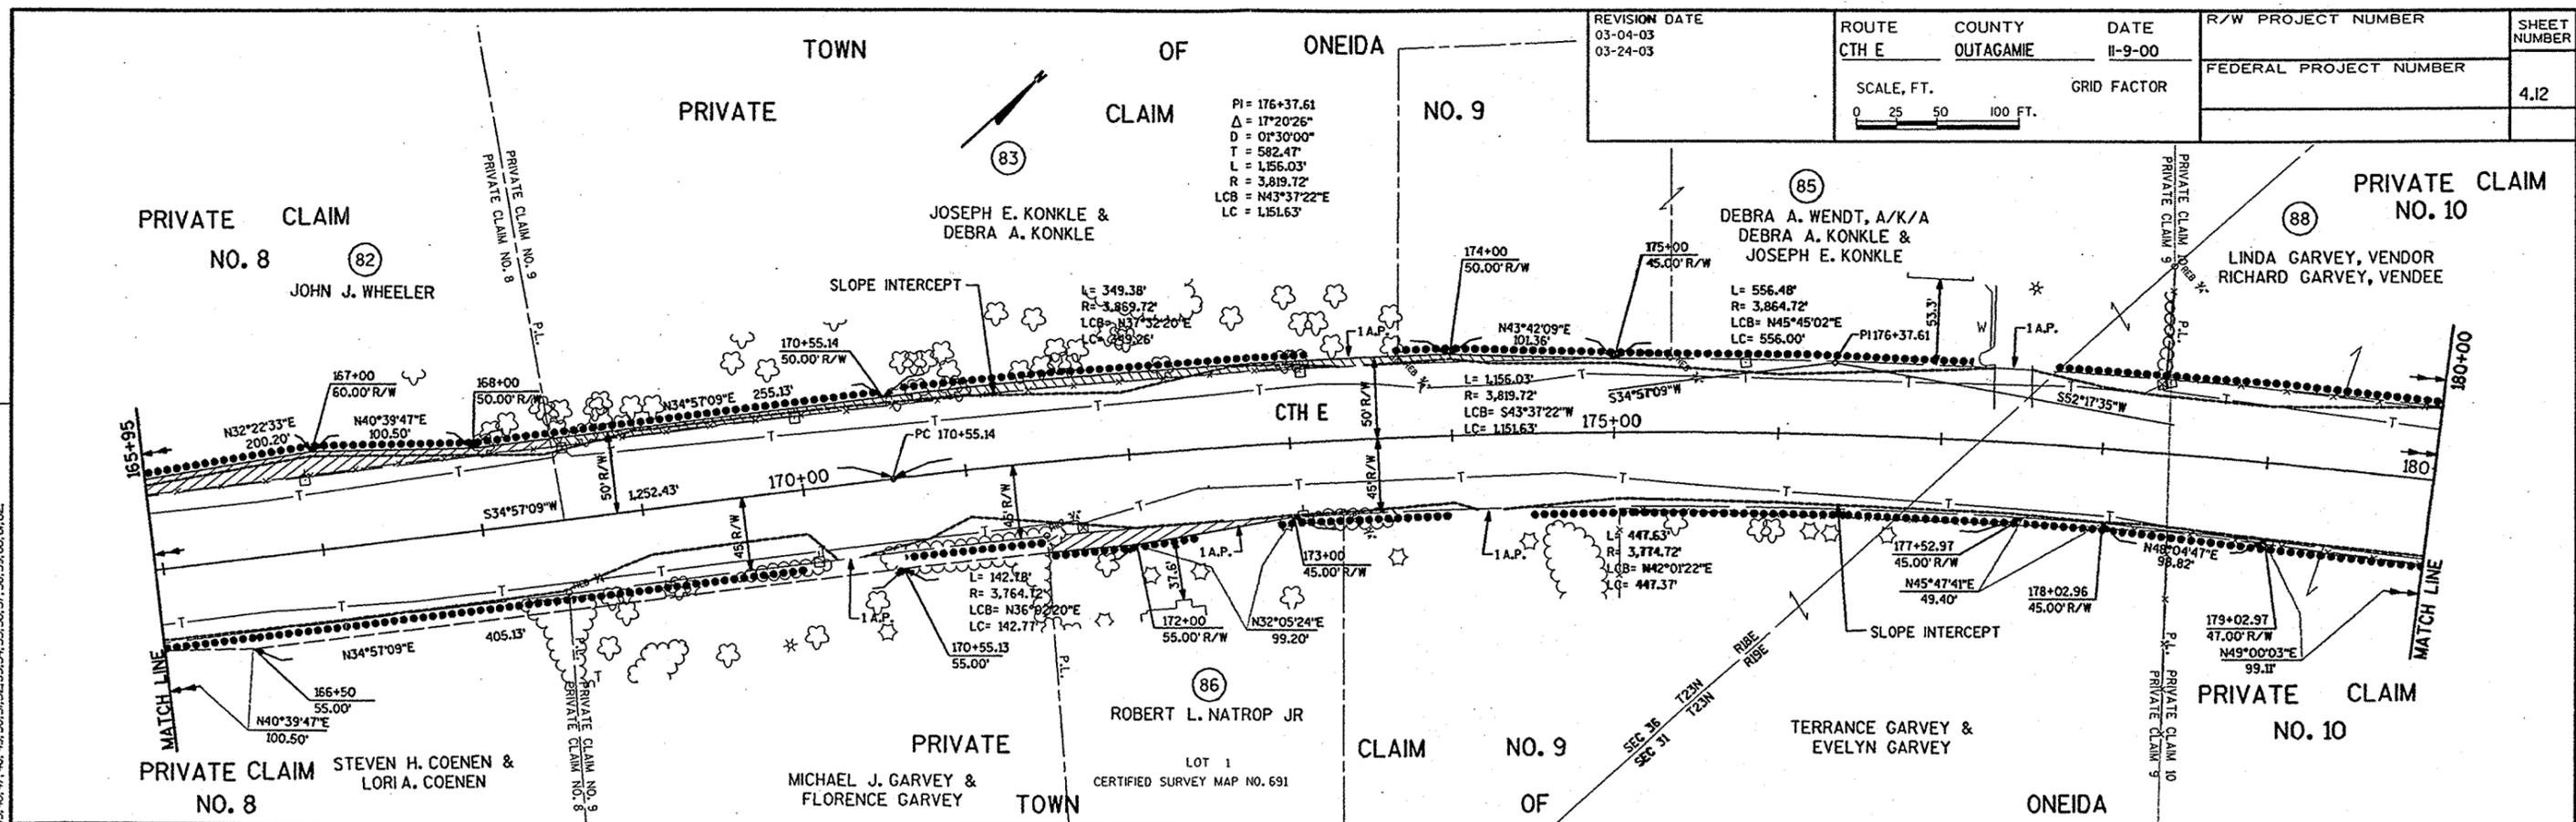 TOWN OF ONEIDA
PRIVATE CLAIM NO. 9
REVISION DATE
03-04-03
03-24-03
ROUTE COUNTY DATE
CTH E OUTAGAMIE 11-9-00
SCALE, FT. GRID FACTOR
0 25 50 100 FT.
R/W PROJECT NUMBER
FEDERAL PROJECT NUMBER
SHEET
NUMBER
4.12
N
PI = 176+37.61
Δ = 17°20'26"
D = 01°30'00"
T = 582.47'
L = 1,156.03'
R = 3,819.72'
LCB = N43°37'22"E
LC = 1,151.63'
PRIVATE CLAIM
NO. 8
82
JOHN J. WHEELER
PRIVATE CLAIM NO. 9
PRIVATE CLAIM NO. 8
P.L.
83
JOSEPH E. KONKLE &
DEBRA A. KONKLE
SLOPE INTERCEPT
85
DEBRA A. WENDT, A/K/A
DEBRA A. KONKLE &
JOSEPH E. KONKLE
PRIVATE CLAIM 10
PRIVATE CLAIM 9
P.L.
PRIVATE CLAIM
NO. 10
88
LINDA GARVEY, VENDOR
RICHARD GARVEY, VENDEE
167+00
60.00' R/W
168+00
50.00' R/W
170+55.14
50.00' R/W
L= 349.38'
R= 3,869.72'
LCB= N37°32'20"E
1 A.P.
174+00
50.00' R/W
175+00
45.00' R/W
N43°42'09"E
101.36'
L= 556.48'
R= 3,864.72'
LCB= N45°45'02"E
LC= 556.00'
PI 176+37.61
53.3'
W
1 A.P.
180+00
165+95
N32°22'33"E
200.20'
N40°39'47"E
100.50'
N34°57'09"E 255.13'
CTH E
50' R/W
L= 1,156.03'
R= 3,819.72'
LCB= S43°37'22"W
LC= 1,151.63'
S34°57'09"W
S52°17'35"W
175+00
PC 170+55.14
170+00
50' R/W
1,252.43'
S34°57'09"W
45' R/W
45' R/W
45' R/W
180
MATCH LINE
N34°57'09"E
405.13'
166+50
55.00'
N40°39'47"E
100.50'
1 A.P.
L= 142.78'
R= 3,764.72'
LCB= N36°02'20"E
LC= 142.77'
170+55.13
55.00'
37.6'
172+00
55.00' R/W
1 A.P.
N32°05'24"E
99.20'
173+00
45.00' R/W
1 A.P.
L= 447.63'
R= 3,774.72'
LCB= N42°01'22"E
LC= 447.37'
177+52.97
45.00' R/W
N45°47'41"E
49.40'
178+02.96
45.00' R/W
SLOPE INTERCEPT
N48°04'47"E
98.82'
179+02.97
47.00' R/W
N49°00'03"E
99.11'
MATCH LINE
PRIVATE CLAIM
NO. 8
STEVEN H. COENEN &
LORI A. COENEN
P.L.
PRIVATE CLAIM NO. 9
PRIVATE CLAIM NO. 8
MICHAEL J. GARVEY &
FLORENCE GARVEY
P.L.
86
ROBERT L. NATROP JR
LOT 1
CERTIFIED SURVEY MAP NO. 691
PRIVATE CLAIM NO. 9
R18E
R19E
SEC 36 T23N
SEC 31 T23N
TERRANCE GARVEY &
EVELYN GARVEY
P.L.
PRIVATE CLAIM 10
PRIVATE CLAIM 9
PRIVATE CLAIM
NO. 10
TOWN OF ONEIDA